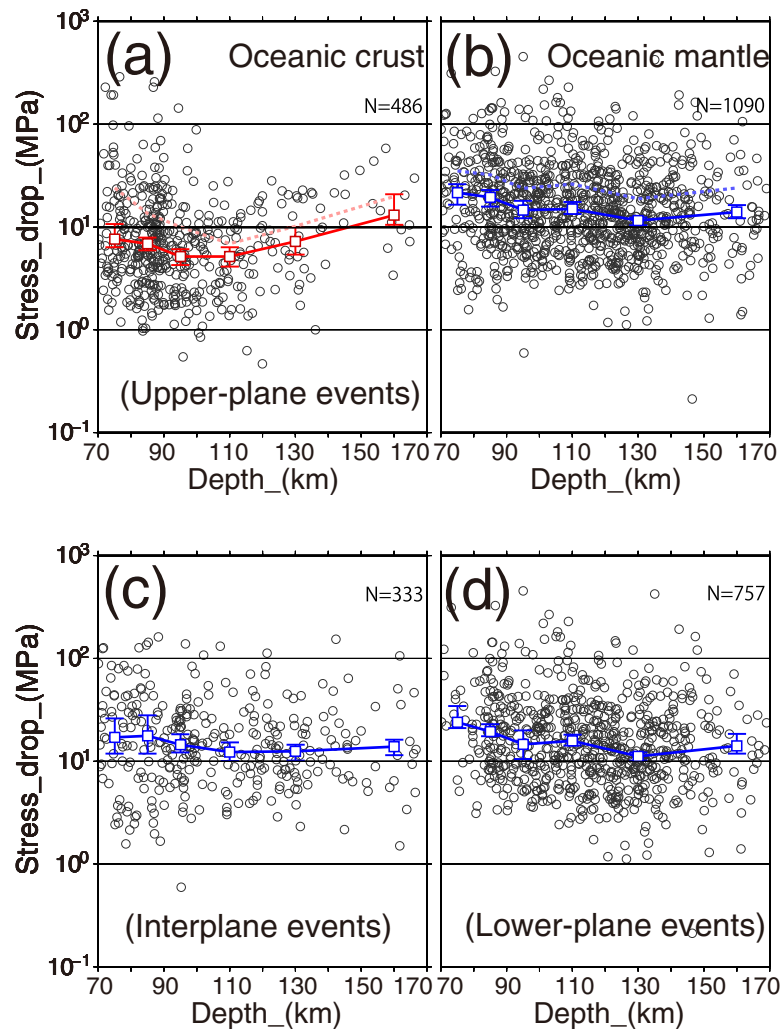 (a) Oceanic crust
N=486
(Upper-plane events)
10³
10²
10¹
10⁰
10⁻¹
Stress_drop_(MPa)
70 90 110 130 150 170
Depth_(km)
(b) Oceanic mantle
N=1090
70 90 110 130 150 170
Depth_(km)
(c)
N=333
(Interplane events)
10³
10²
10¹
10⁰
10⁻¹
Stress_drop_(MPa)
70 90 110 130 150 170
Depth_(km)
(d)
N=757
(Lower-plane events)
70 90 110 130 150 170
Depth_(km)